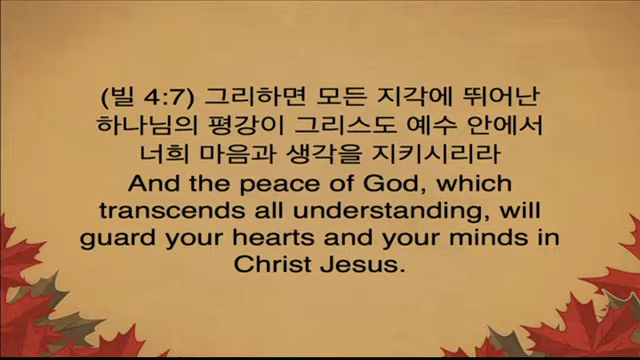 (빌 4:7) 그리하면 모든 지각에 뛰어난
하나님의 평강이 그리스도 예수 안에서
너희 마음과 생각을 지키시리라
And the peace of God, which
transcends all understanding, will
guard your hearts and your minds in
Christ Jesus.